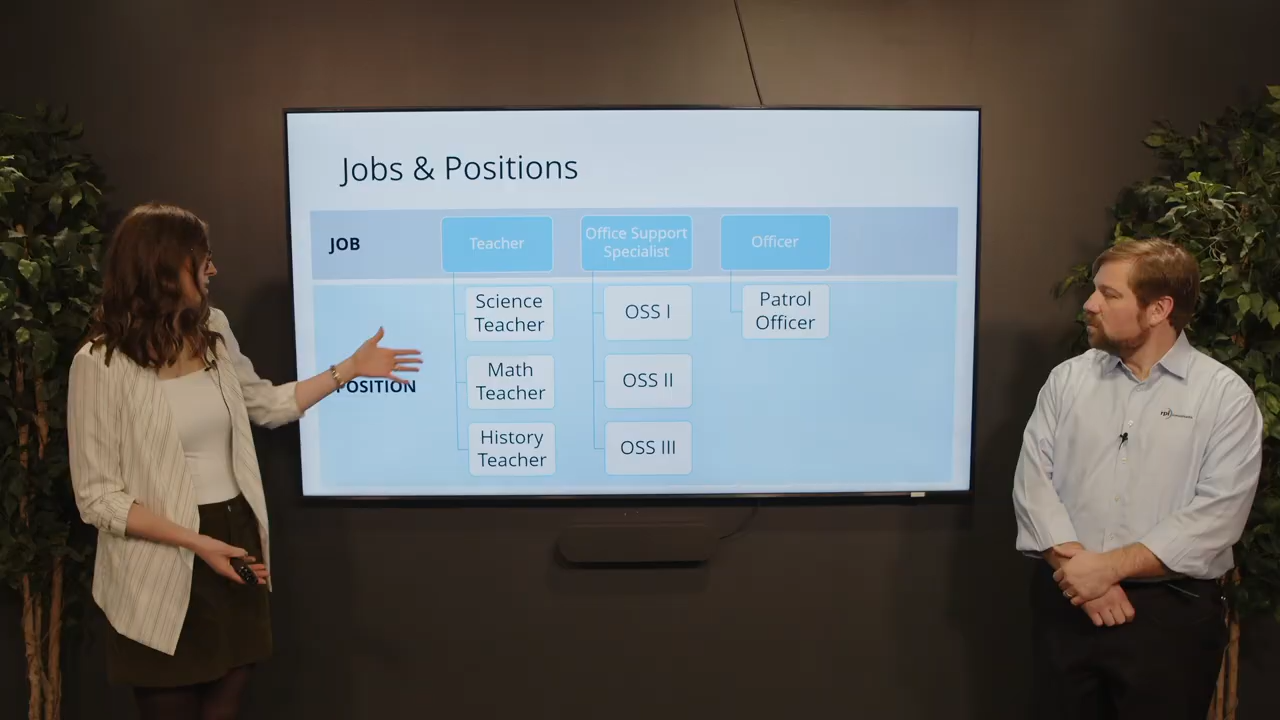 Jobs & Positions
JOB
Teacher
Office Support
Specialist
Officer
POSITION
Science
Teacher
Math
Teacher
History
Teacher
OSS I
OSS II
OSS III
Patrol
Officer
rpi